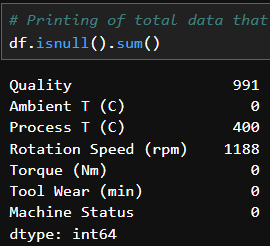 # Printing of total data that
df.isnull().sum()
Quality 991
Ambient T (C) 0
Process T (C) 400
Rotation Speed (rpm) 1188
Torque (Nm) 0
Tool Wear (min) 0
Machine Status 0
dtype: int64